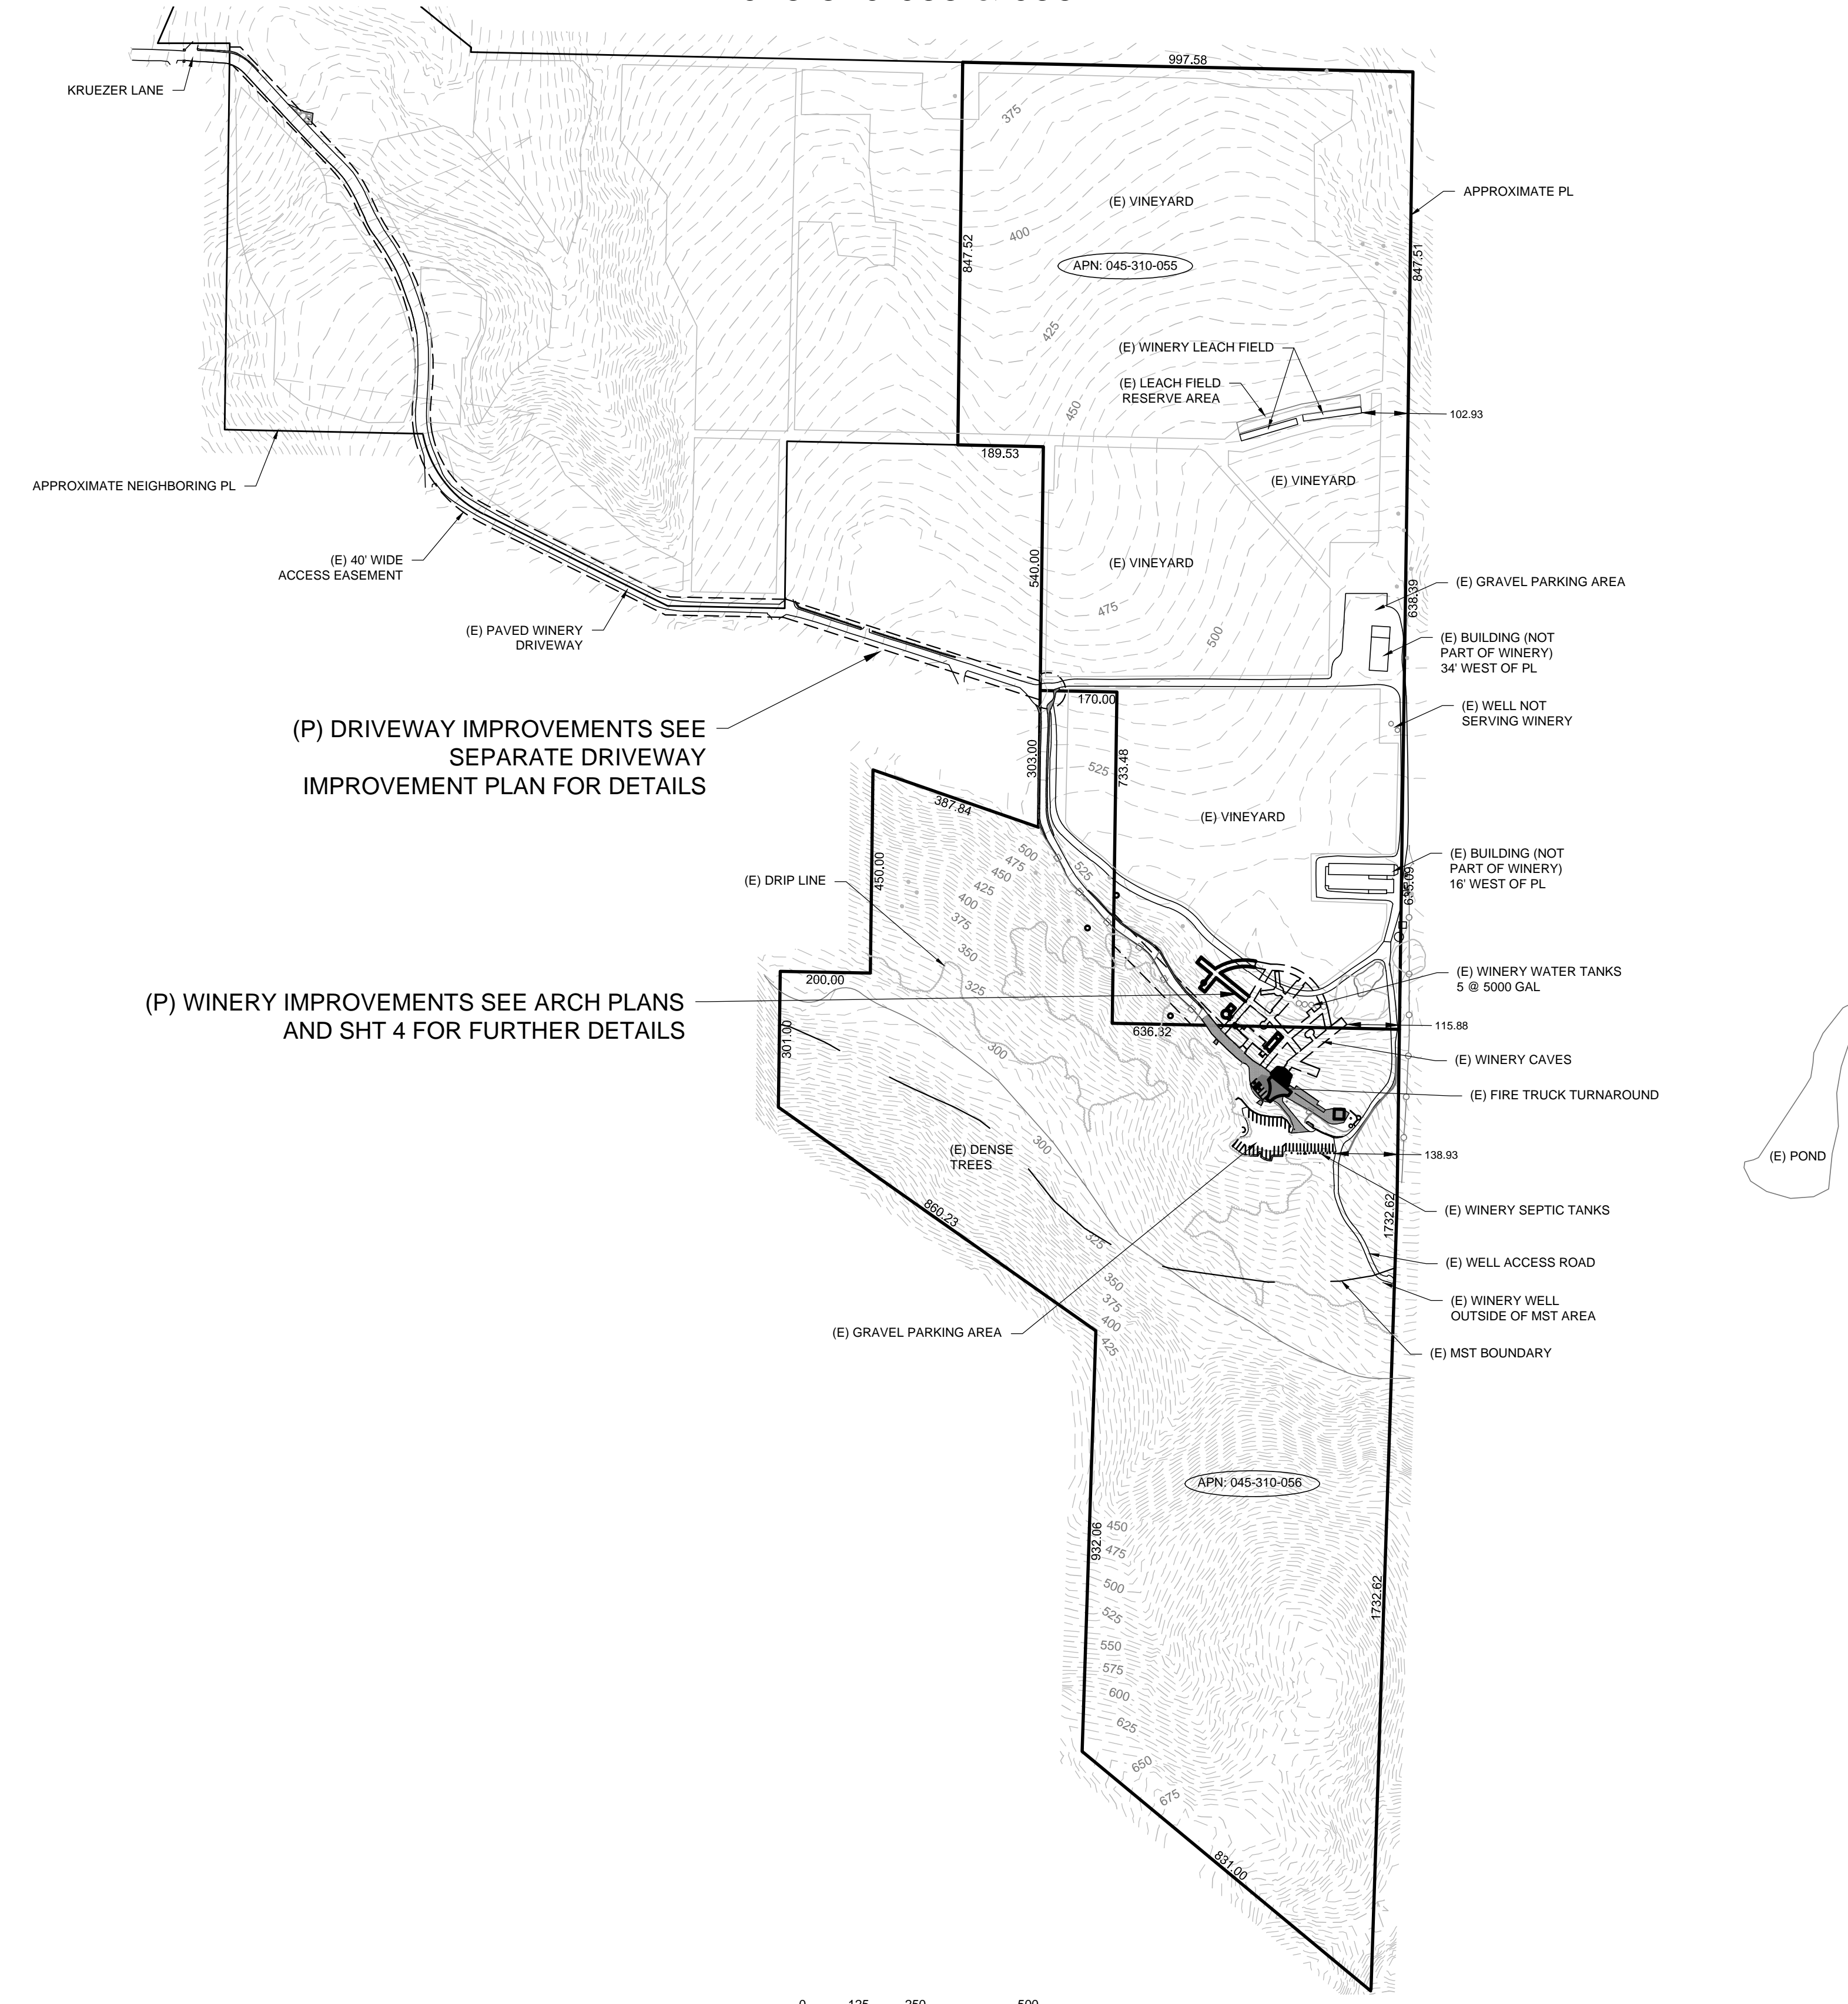 997.58
KRUEZER LANE
375
APPROXIMATE PL
(E) VINEYARD
400
847.52
847.51
APN: 045-310-055
425
(E) WINERY LEACH FIELD
(E) LEACH FIELD
RESERVE AREA
450
102.93
189.53
APPROXIMATE NEIGHBORING PL
(E) VINEYARD
(E) 40' WIDE
ACCESS EASEMENT
540.00
(E) VINEYARD
475
500
638.39
(E) GRAVEL PARKING AREA
(E) PAVED WINERY
DRIVEWAY
(E) BUILDING (NOT
PART OF WINERY)
34' WEST OF PL
170.00
(E) WELL NOT
SERVING WINERY
(P) DRIVEWAY IMPROVEMENTS SEE
SEPARATE DRIVEWAY
IMPROVEMENT PLAN FOR DETAILS
303.00
525
733.48
387.84
(E) VINEYARD
450.00
500
475
450
425
400
375
350
325
525
(E) BUILDING (NOT
PART OF WINERY)
16' WEST OF PL
635.09
(E) DRIP LINE
200.00
(E) WINERY WATER TANKS
5 @ 5000 GAL
(P) WINERY IMPROVEMENTS SEE ARCH PLANS
AND SHT 4 FOR FURTHER DETAILS
301.00
636.32
115.88
300
(E) WINERY CAVES
(E) FIRE TRUCK TURNAROUND
300
(E) DENSE
TREES
138.93
(E) POND
860.23
1732.62
(E) WINERY SEPTIC TANKS
325
(E) WELL ACCESS ROAD
350
375
400
425
(E) WINERY WELL
OUTSIDE OF MST AREA
(E) GRAVEL PARKING AREA
(E) MST BOUNDARY
APN: 045-310-056
932.06
450
475
500
525
550
575
600
625
650
675
1732.62
831.00
0 125 250 500